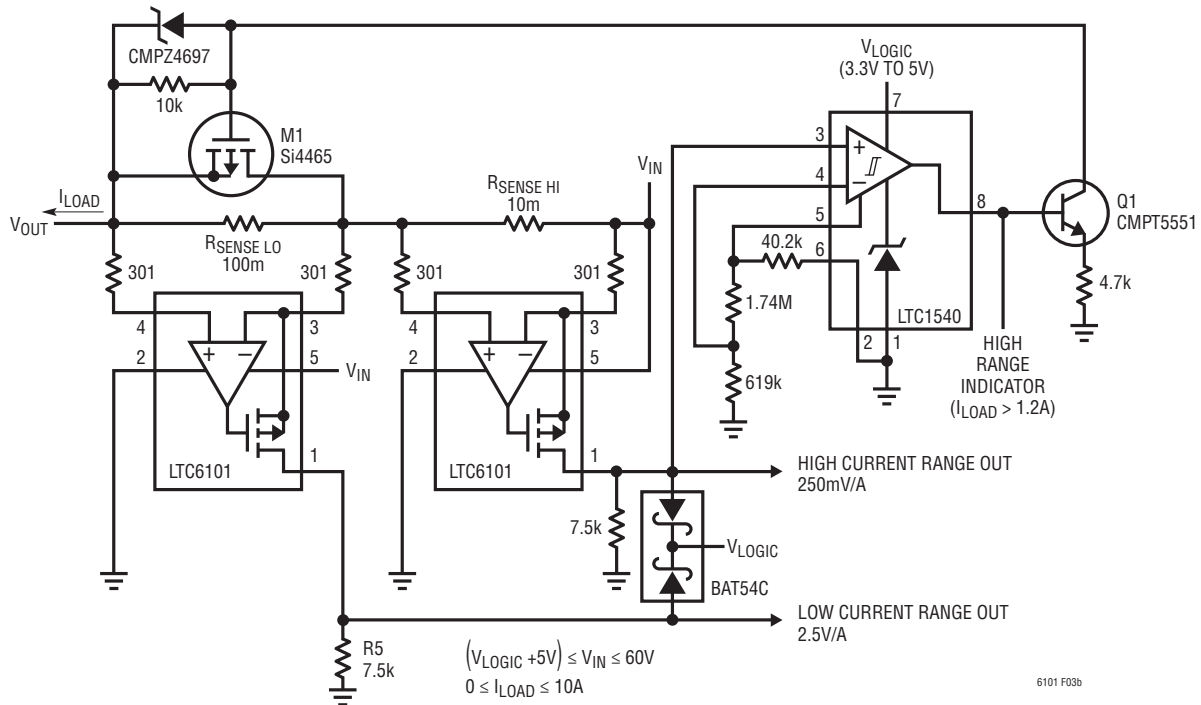 CMPZ4697
10k
M1
Si4465
VLOGIC
(3.3V TO 5V)
7
3
4
5
6
8
2
1
40.2k
1.74M
619k
LTC1540
Q1
CMPT5551
4.7k
HIGH
RANGE
INDICATOR
(ILOAD > 1.2A)
VIN
ILOAD
VOUT
RSENSE LO
100m
RSENSE HI
10m
301
301
301
301
4
3
2
5
VIN
1
LTC6101
4
3
2
5
1
LTC6101
+ −
+ −
+
−
7.5k
HIGH CURRENT RANGE OUT
250mV/A
VLOGIC
BAT54C
LOW CURRENT RANGE OUT
2.5V/A
R5
7.5k
(VLOGIC +5V) ≤ VIN ≤ 60V
0 ≤ ILOAD ≤ 10A
6101 F03b